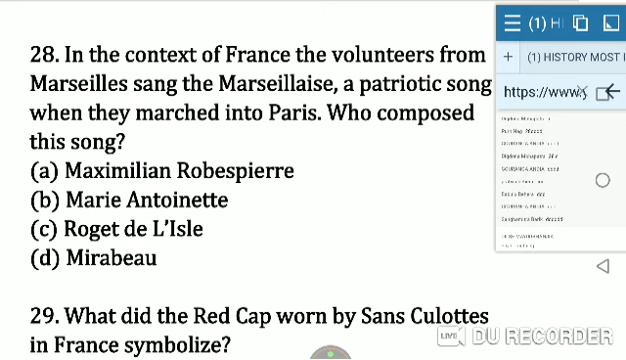 28. In the context of France the volunteers from
Marseilles sang the Marseillaise, a patriotic song
when they marched into Paris. Who composed
this song?
(a) Maximilian Robespierre
(b) Marie Antoinette
(c) Roget de L'Isle
(d) Mirabeau
29. What did the Red Cap worn by Sans Culottes
in France symbolize?
(1) H
(1) HISTORY MOST I
https://www.y
LIVE DU RECORDER